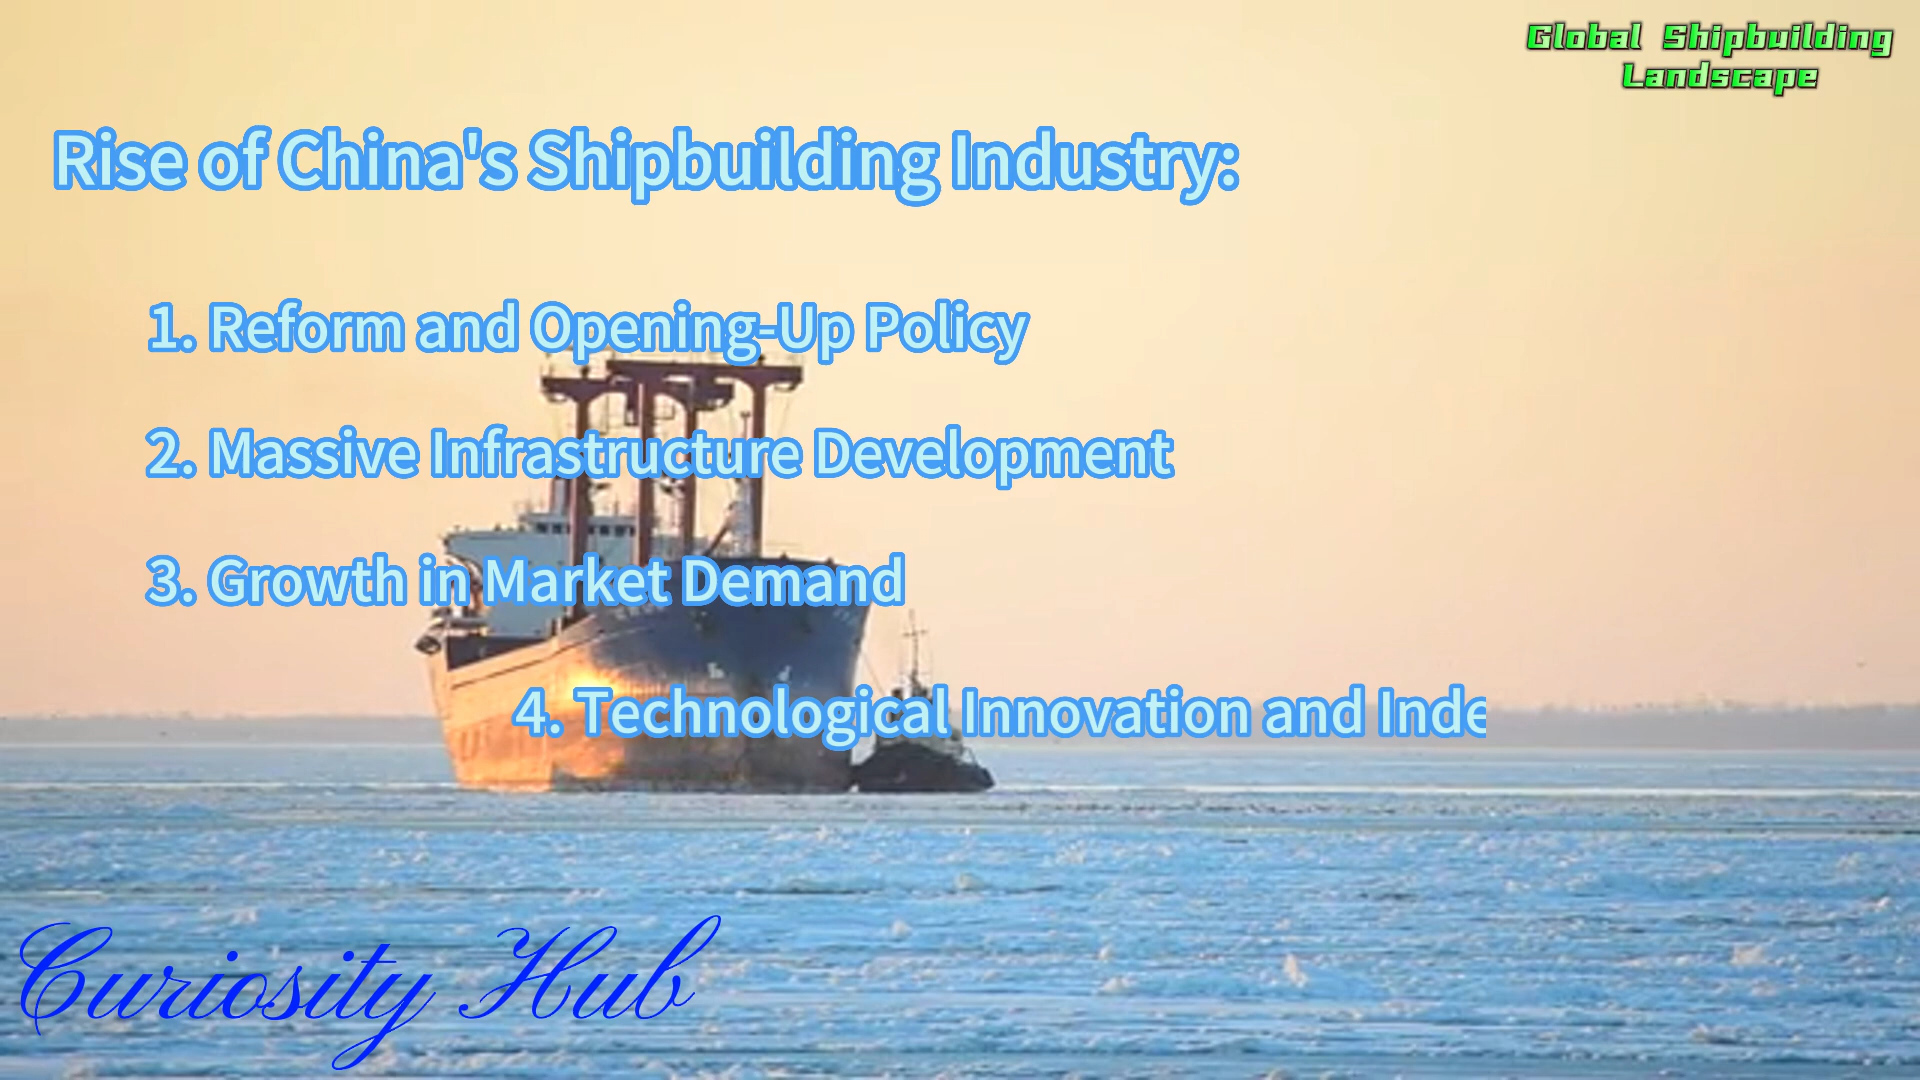 Global Shipbuilding
Landscape
Rise of China's Shipbuilding Industry:
1. Reform and Opening-Up Policy
2. Massive Infrastructure Development
3. Growth in Market Demand
4. Technological Innovation and Inde
Curiosity Hub